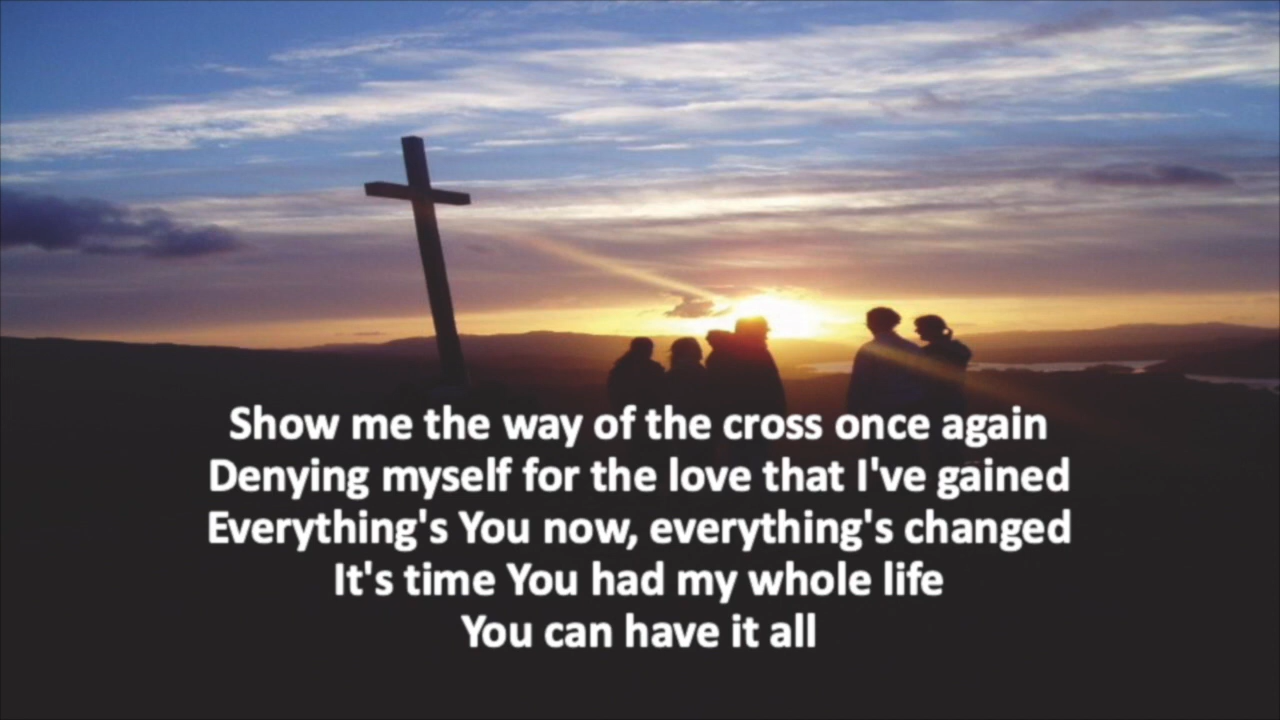 Show me the way of the cross once again
Denying myself for the love that I've gained
Everything's You now, everything's changed
It's time You had my whole life
You can have it all